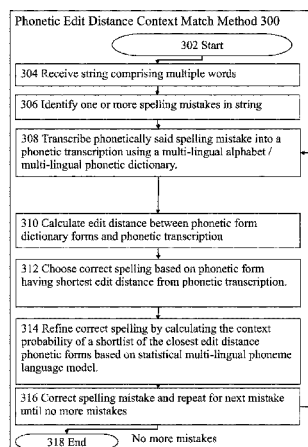 Phonetic Edit Distance Context Match Method 300
302 Start
304 Receive string comprising multiple words
306 Identify one or more spelling mistakes in string
308 Transcribe phonetically said spelling mistake into a
phonetic transcription using a multi-lingual alphabet /
multi-lingual phonetic dictionary.
310 Calculate edit distance between phonetic form
dictionary forms and phonetic transcription
312 Choose correct spelling based on phonetic form
having shortest edit distance from phonetic transcription.
314 Refine correct spelling by calculating the context
probability of a shortlist of the closest edit distance
phonetic forms based on statistical multi-lingual phoneme
language model.
316 Correct spelling mistake and repeat for next mistake
until no more mistakes
318 End
No more mistakes